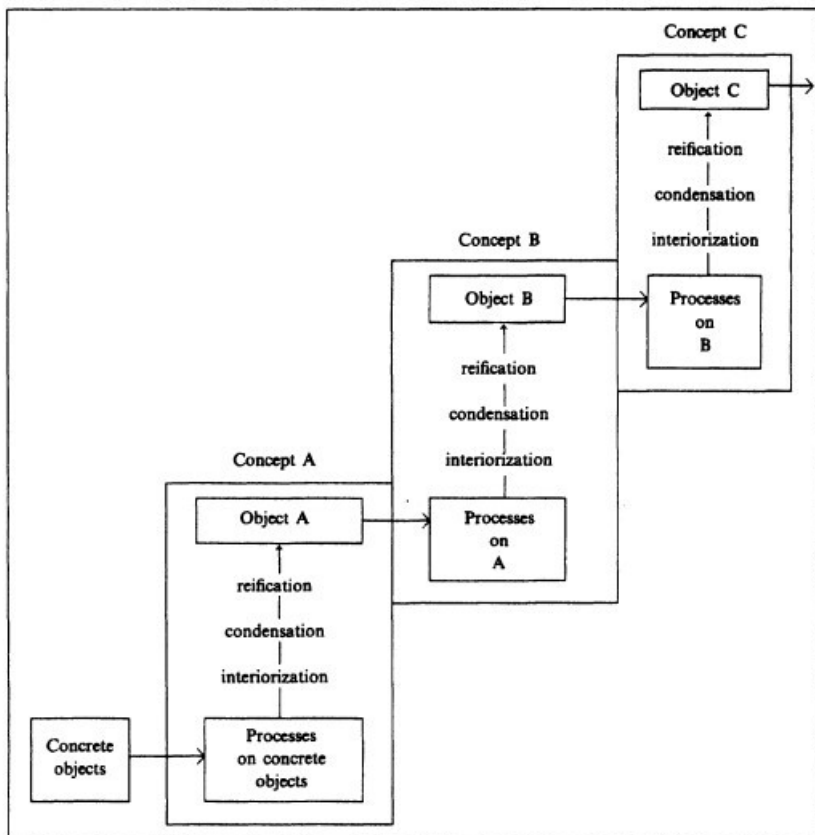 Concept C
Object C
reification
condensation
interiorization
Processes
on
B
Concept B
Object B
reification
condensation
interiorization
Processes
on
A
Concept A
Object A
reification
condensation
interiorization
Processes
on concrete
objects
Concrete
objects